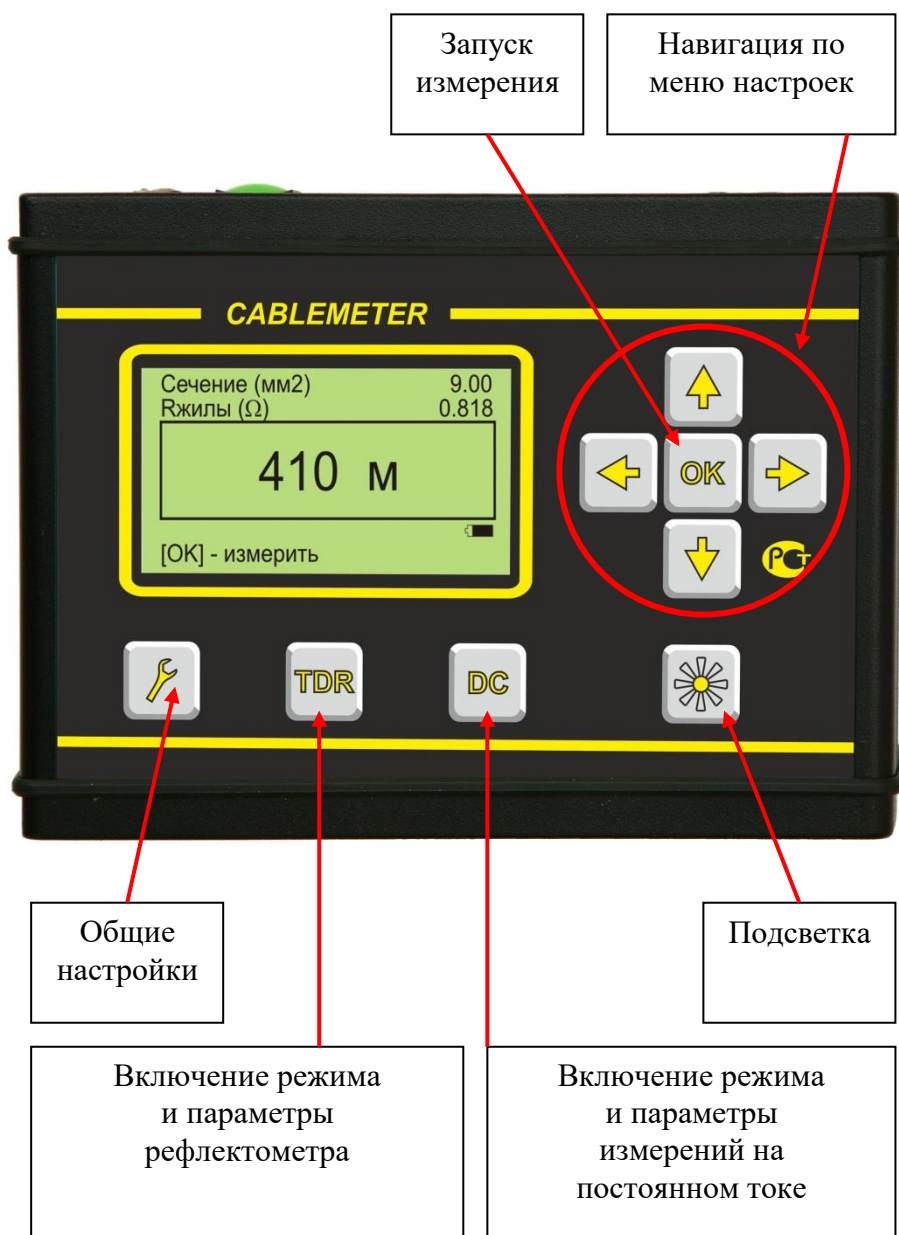 Запуск
измерения
Навигация по
меню настроек
CABLEMETER
Сечение (мм2) 9.00
Rжилы (Ω) 0.818
410 м
[OK] - измерить
OK
РСТ
TDR
DC
Общие
настройки
Подсветка
Включение режима
и параметры
рефлектометра
Включение режима
и параметры
измерений на
постоянном токе